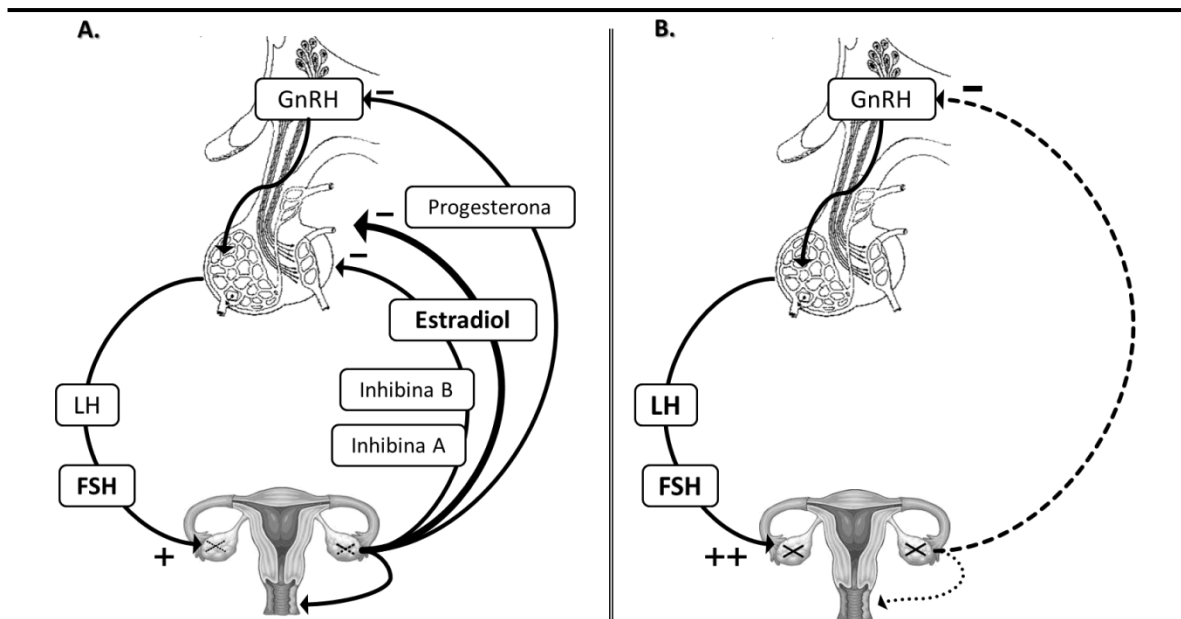 A.
GnRH
−
Progesterona
−
−
Estradiol
Inhibina B
LH
Inhibina A
FSH
+
B.
GnRH
−
LH
FSH
++